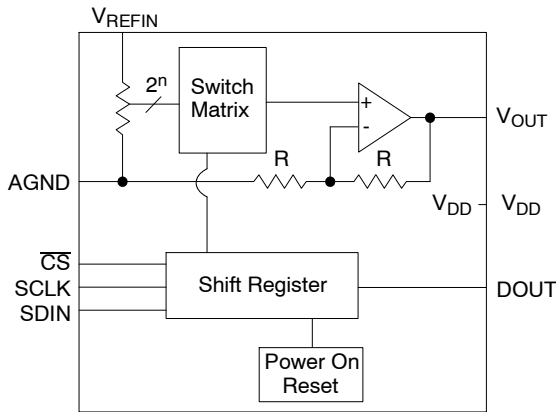 VREFIN
2ⁿ
Switch
Matrix
+
-
VOUT
R
R
AGND
VDD
VDD
CS
SCLK
SDIN
Shift Register
DOUT
Power On
Reset